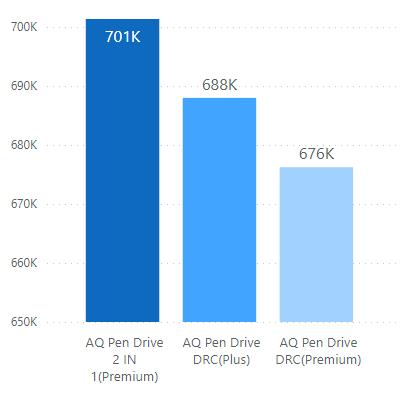 700K
701K
690K
688K
680K
676K
670K
660K
650K
AQ Pen Drive
2 IN
1(Premium)
AQ Pen Drive
DRC(Plus)
AQ Pen Drive
DRC(Premium)